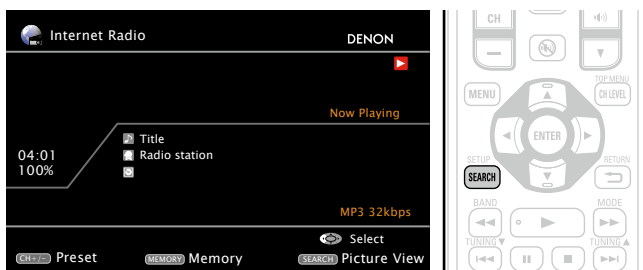 Internet Radio
DENON
Now Playing
Title
Radio station
04:01
100%
MP3 32kbps
Select
CH+/- Preset
MEMORY Memory
SEARCH Picture View
CH
MENU
TOP MENU
CH LEVEL
ENTER
SETUP
SEARCH
RETURN
BAND
MODE
TUNING▼
TUNING▲